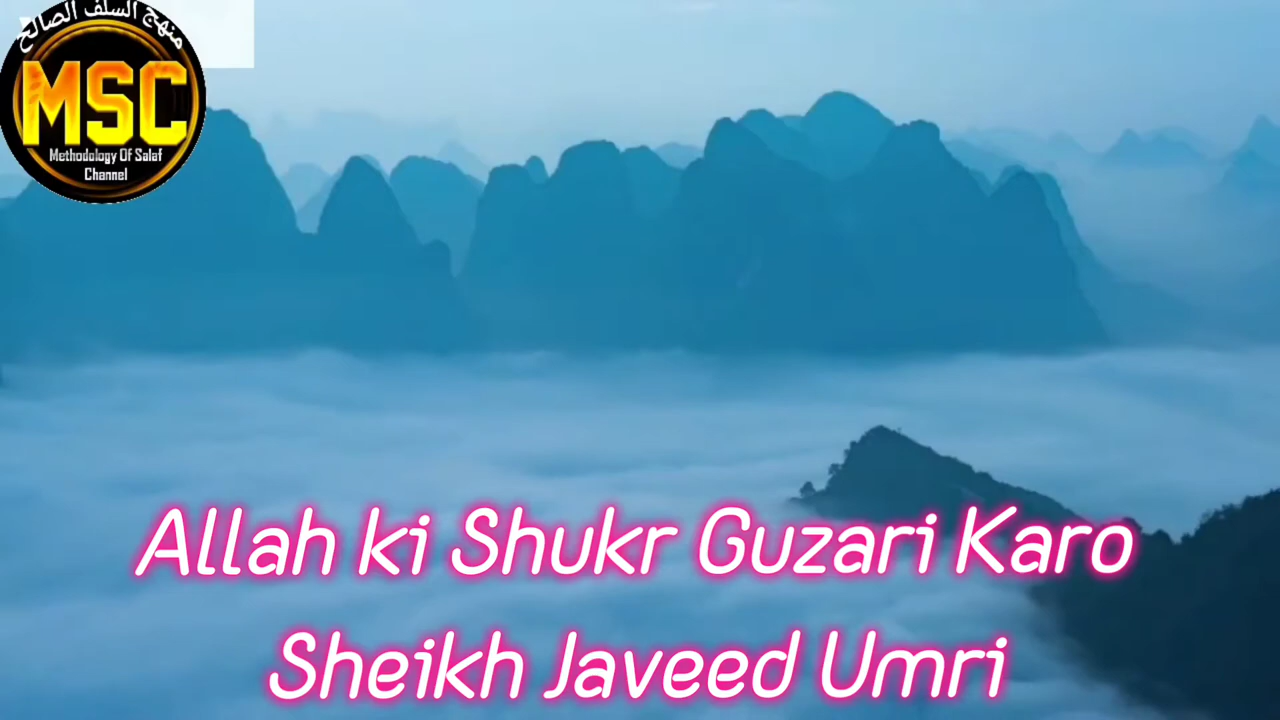 منهج السلف الصالح
MSC
Methodology Of Salaf
Channel
Allah ki Shukr Guzari Karo
Sheikh Javeed Umri